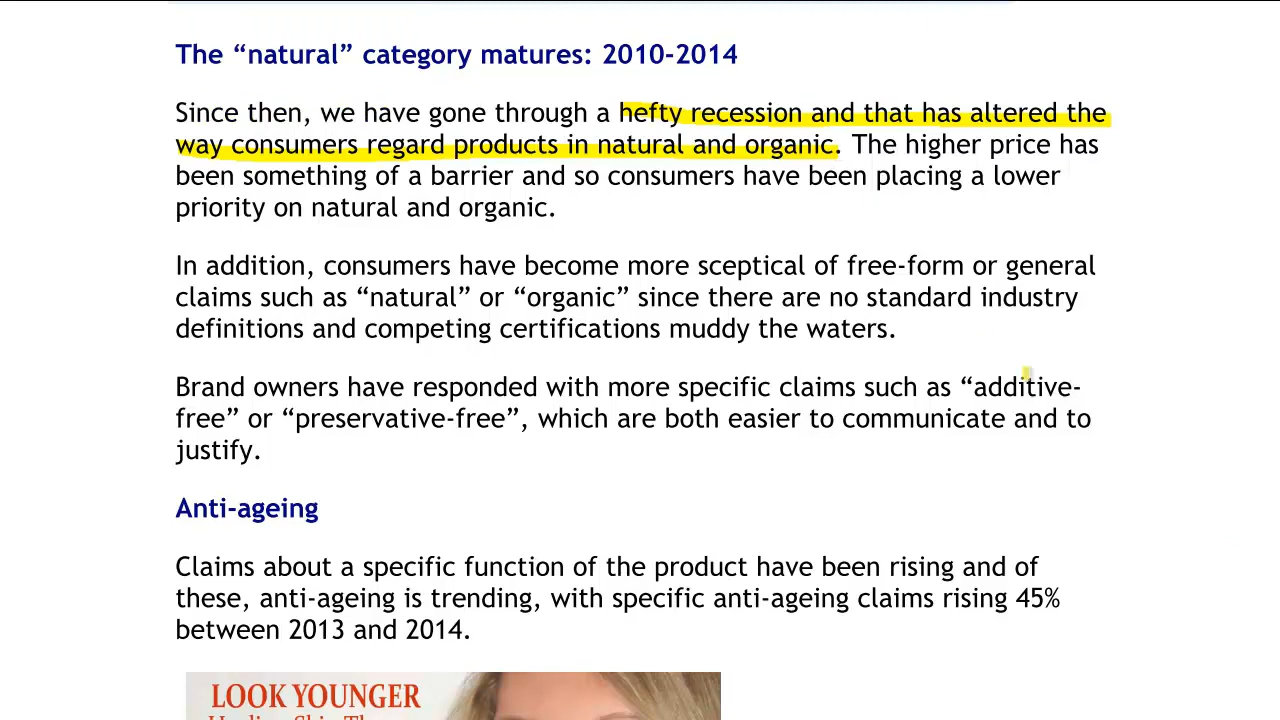 The “natural” category matures: 2010-2014
Since then, we have gone through a hefty recession and that has altered the
way consumers regard products in natural and organic. The higher price has
been something of a barrier and so consumers have been placing a lower
priority on natural and organic.
In addition, consumers have become more sceptical of free-form or general
claims such as “natural” or “organic” since there are no standard industry
definitions and competing certifications muddy the waters.
Brand owners have responded with more specific claims such as “additive-
free” or “preservative-free”, which are both easier to communicate and to
justify.
Anti-ageing
Claims about a specific function of the product have been rising and of
these, anti-ageing is trending, with specific anti-ageing claims rising 45%
between 2013 and 2014.
LOOK YOUNGER